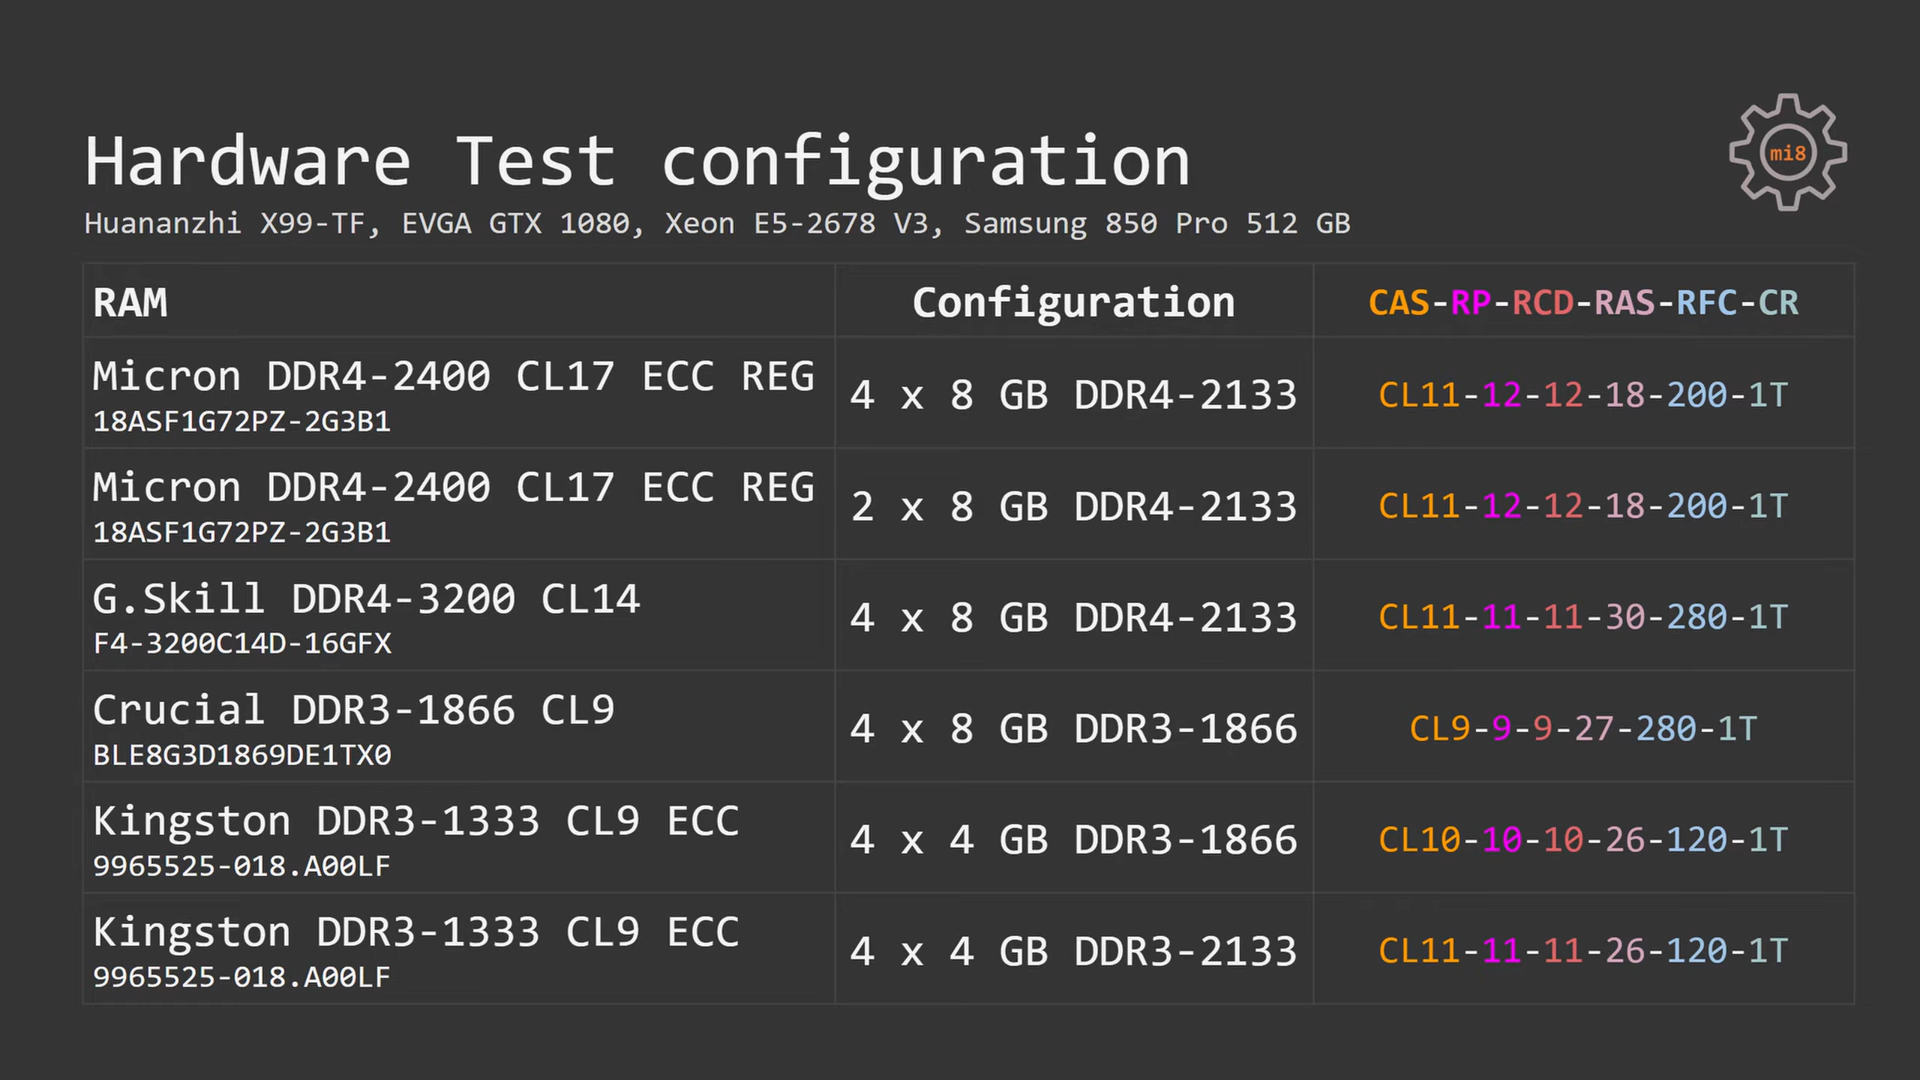 mi8
Hardware Test configuration
Huananzhi X99-TF, EVGA GTX 1080, Xeon E5-2678 V3, Samsung 850 Pro 512 GB
RAM Configuration CAS-RP-RCD-RAS-RFC-CR
Micron DDR4-2400 CL17 ECC REG
18ASF1G72PZ-2G3B1
4 x 8 GB DDR4-2133
CL11-12-12-18-200-1T
Micron DDR4-2400 CL17 ECC REG
18ASF1G72PZ-2G3B1
2 x 8 GB DDR4-2133
CL11-12-12-18-200-1T
G.Skill DDR4-3200 CL14
F4-3200C14D-16GFX
4 x 8 GB DDR4-2133
CL11-11-11-30-280-1T
Crucial DDR3-1866 CL9
BLE8G3D1869DE1TX0
4 x 8 GB DDR3-1866
CL9-9-9-27-280-1T
Kingston DDR3-1333 CL9 ECC
9965525-018.A00LF
4 x 4 GB DDR3-1866
CL10-10-10-26-120-1T
Kingston DDR3-1333 CL9 ECC
9965525-018.A00LF
4 x 4 GB DDR3-2133
CL11-11-11-26-120-1T